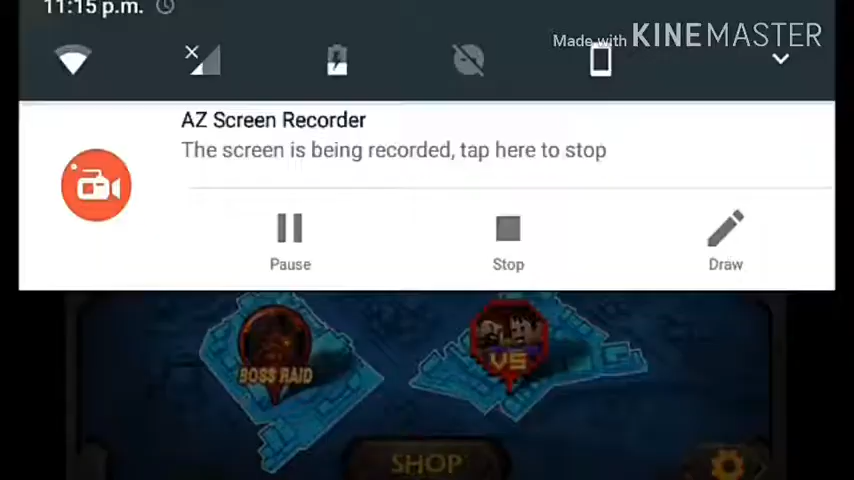 11:15 p.m.
Made with KINEMASTER
AZ Screen Recorder
The screen is being recorded, tap here to stop
Pause
Stop
Draw
BOSS RAID
VS
SHOP